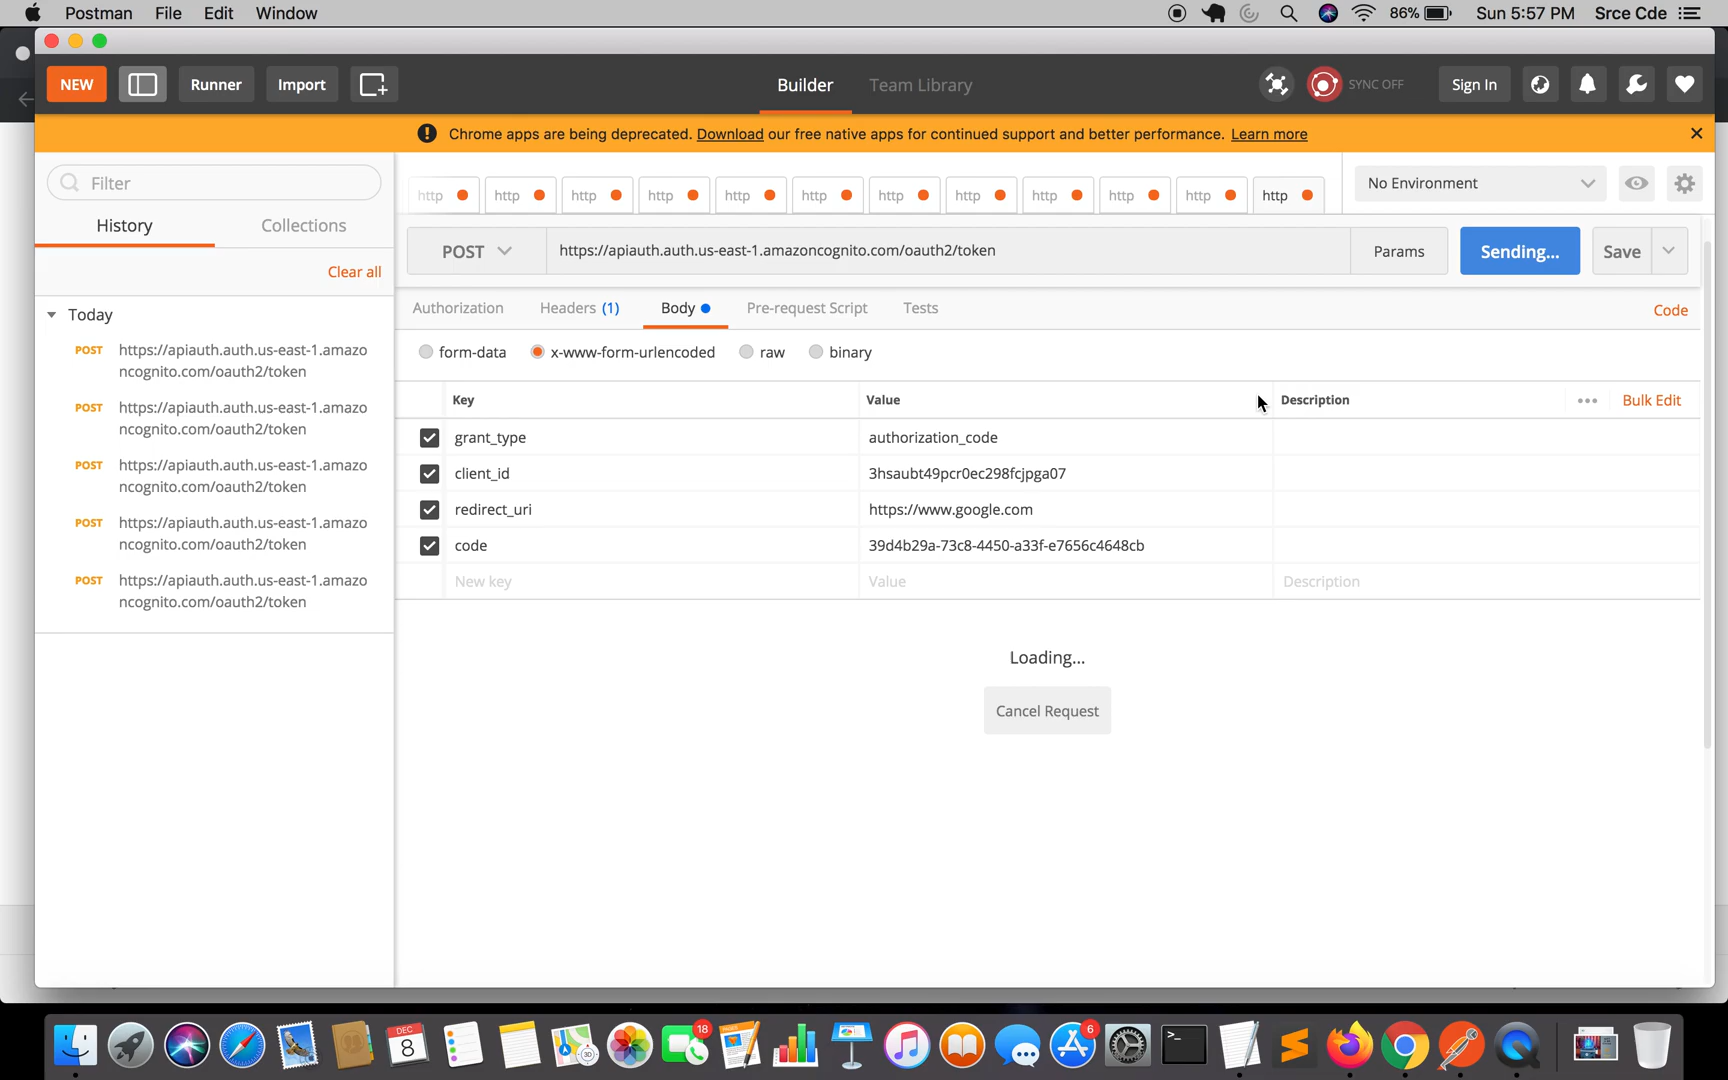 Postman File Edit Window 86% Sun 5:57 PM Srce Cde
NEW Runner Import Builder Team Library SYNC OFF Sign In
Chrome apps are being deprecated. Download our free native apps for continued support and better performance. Learn more
Filter
History Collections
Clear all
Today
POST https://apiauth.auth.us-east-1.amazo
ncognito.com/oauth2/token
POST https://apiauth.auth.us-east-1.amazo
ncognito.com/oauth2/token
POST https://apiauth.auth.us-east-1.amazo
ncognito.com/oauth2/token
POST https://apiauth.auth.us-east-1.amazo
ncognito.com/oauth2/token
POST https://apiauth.auth.us-east-1.amazo
ncognito.com/oauth2/token
http http http http http http http http http http http http
No Environment
POST https://apiauth.auth.us-east-1.amazoncognito.com/oauth2/token Params Sending... Save
Authorization Headers (1) Body Pre-request Script Tests Code
form-data x-www-form-urlencoded raw binary
Key Value Description ••• Bulk Edit
grant_type authorization_code
client_id 3hsaubt49pcr0ec298fcjpga07
redirect_uri https://www.google.com
code 39d4b29a-73c8-4450-a33f-e7656c4648cb
New key Value Description
Loading...
Cancel Request
DEC
8
18
6